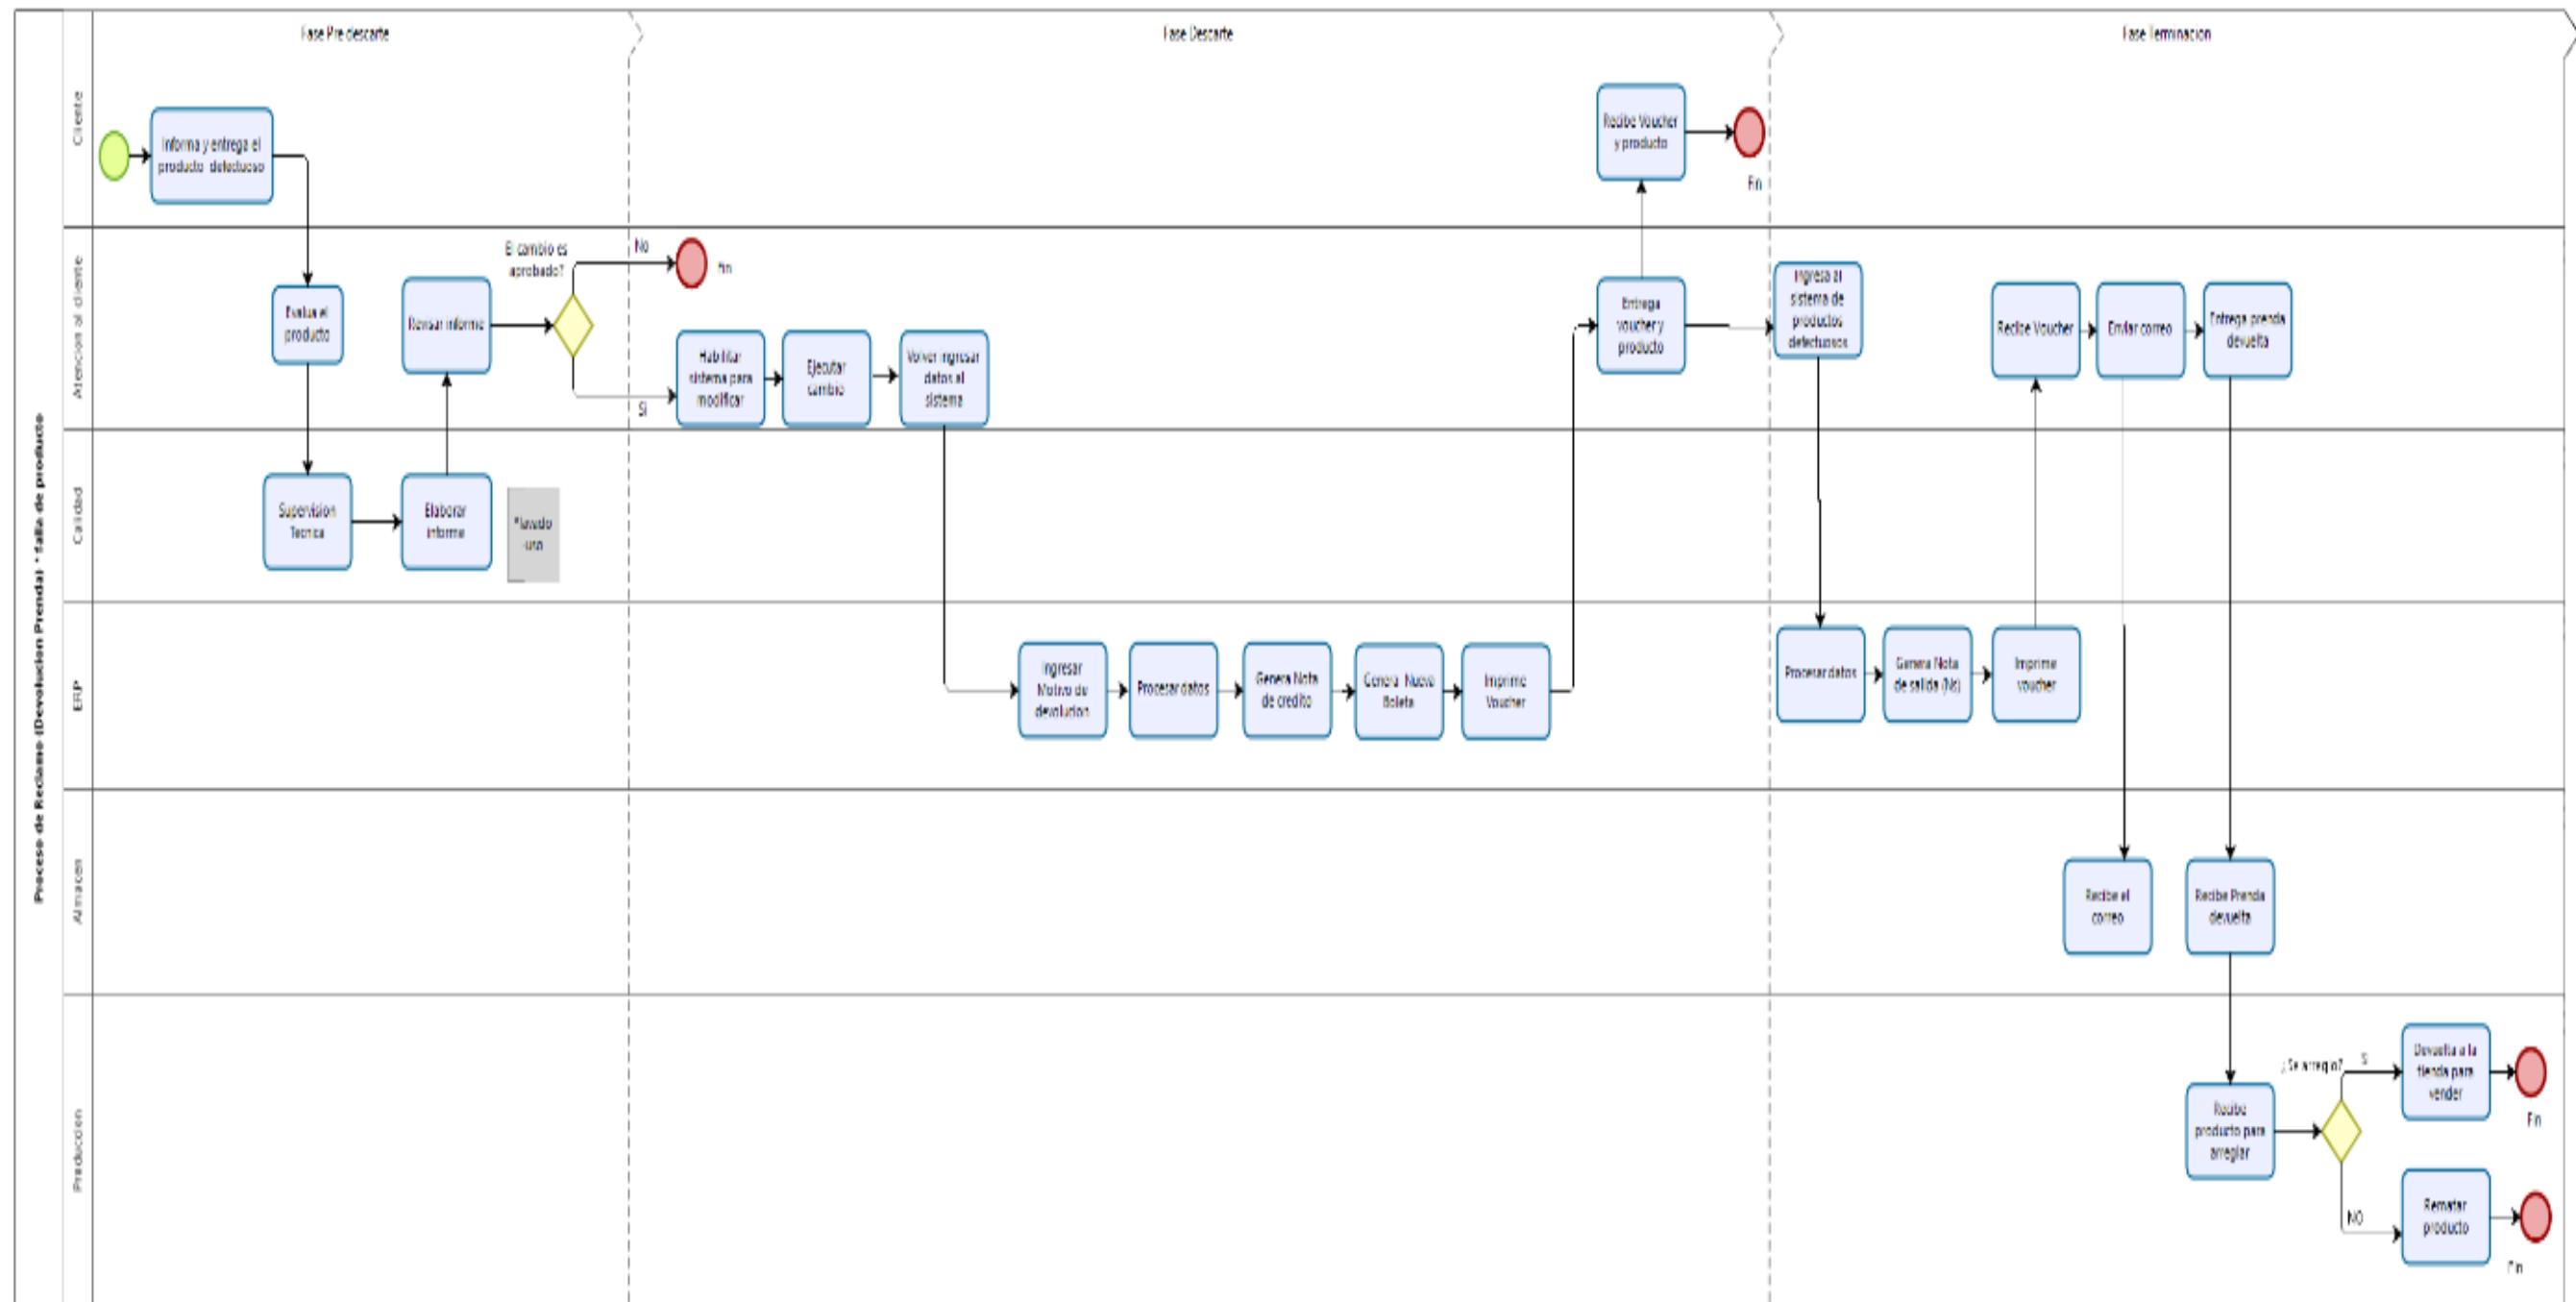 Proceso de Reclamo (Devolucion Prenda) * falla de producto
Fase Pre descarte
Fase Descarte
Fase Terminacion
Cliente
Informa y entrega el
producto defectuoso
Recibe Voucher
y producto
Fin
Atencion al cliente
Evalua el
producto
Revisar informe
El cambio es
aprobado?
No
Fin
Si
Habilitar
sistema para
modificar
Ejecutar
cambio
Volver ingresar
datos al
sistema
Entrega
voucher y
producto
Ingresa al
sistema de
productos
defectuosos
Recibe Voucher
Enviar correo
Entrega prenda
devuelta
Calidad
Supervision
Tecnica
Elaborar
informe
*lavado
-uso
ERP
Ingresar
Motivo de
devolucion
Procesar datos
Genera Nota
de credito
Genera Nueva
Boleta
Imprime
Voucher
Procesar datos
Genera Nota
de salida (Ns)
Imprime
voucher
Almacen
Recibe el
correo
Recibe Prenda
devuelta
Produccion
Recibe
producto para
arreglar
¿Se arreglo?
Si
Devuelta a la
tienda para
vender
Fin
NO
Rematar
producto
Fin